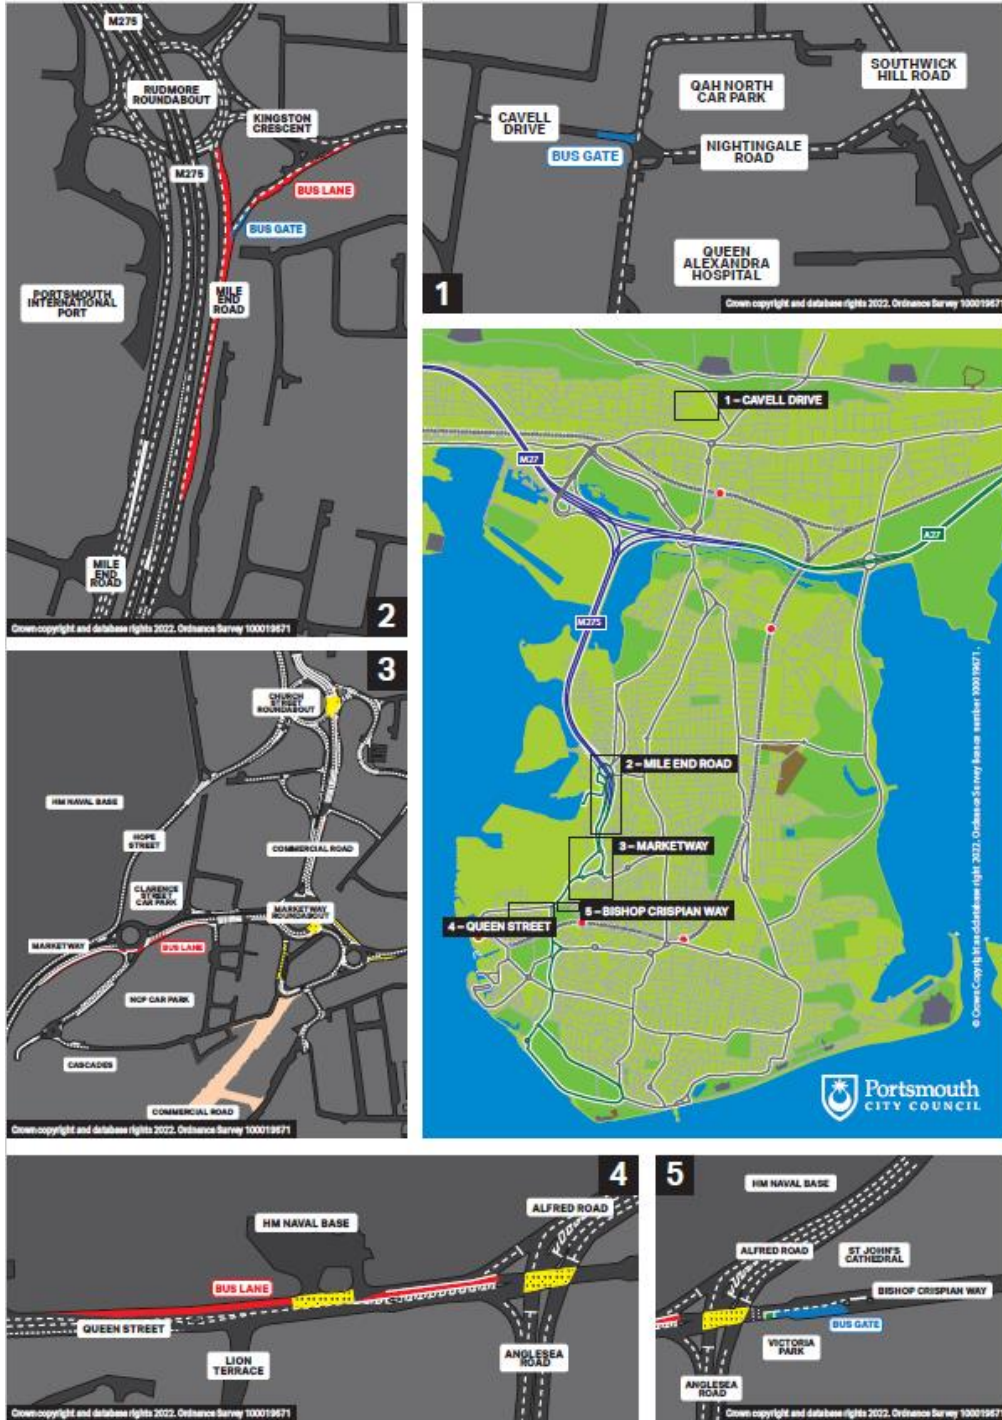 M275
RUDMORE
ROUNDABOUT
KINGSTON
CRESCENT
M275
BUS LANE
BUS GATE
PORTSMOUTH
INTERNATIONAL
PORT
MILE
END
ROAD
MILE
END
ROAD
2
Crown copyright and database rights 2022. Ordnance Survey 100019671
SOUTHWICK
HILL ROAD
QAH NORTH
CAR PARK
CAVELL
DRIVE
BUS GATE
NIGHTINGALE
ROAD
QUEEN
ALEXANDRA
HOSPITAL
1
Crown copyright and database rights 2022. Ordnance Survey 100019671
1 – CAVELL DRIVE
M27
A27
M275
2 – MILE END ROAD
3 – MARKETWAY
5 – BISHOP CRISPIAN WAY
4 – QUEEN STREET
Portsmouth
CITY COUNCIL
3
CHURCH
STREET
ROUNDABOUT
HM NAVAL BASE
HOPE
STREET
COMMERCIAL ROAD
CLARENCE
STREET
CAR PARK
MARKETWAY
ROUNDABOUT
MARKETWAY
BUS LANE
NCP CAR PARK
CASCADES
COMMERCIAL ROAD
Crown copyright and database rights 2022. Ordnance Survey 100019671
4
ALFRED ROAD
HM NAVAL BASE
BUS LANE
QUEEN STREET
LION
TERRACE
ANGLESEA
ROAD
Crown copyright and database rights 2022. Ordnance Survey 100019671
5
HM NAVAL BASE
ALFRED ROAD
ST JOHN'S
CATHEDRAL
BISHOP CRISPIAN WAY
BUS GATE
VICTORIA
PARK
ANGLESEA
ROAD
Crown copyright and database rights 2022. Ordnance Survey 100019671